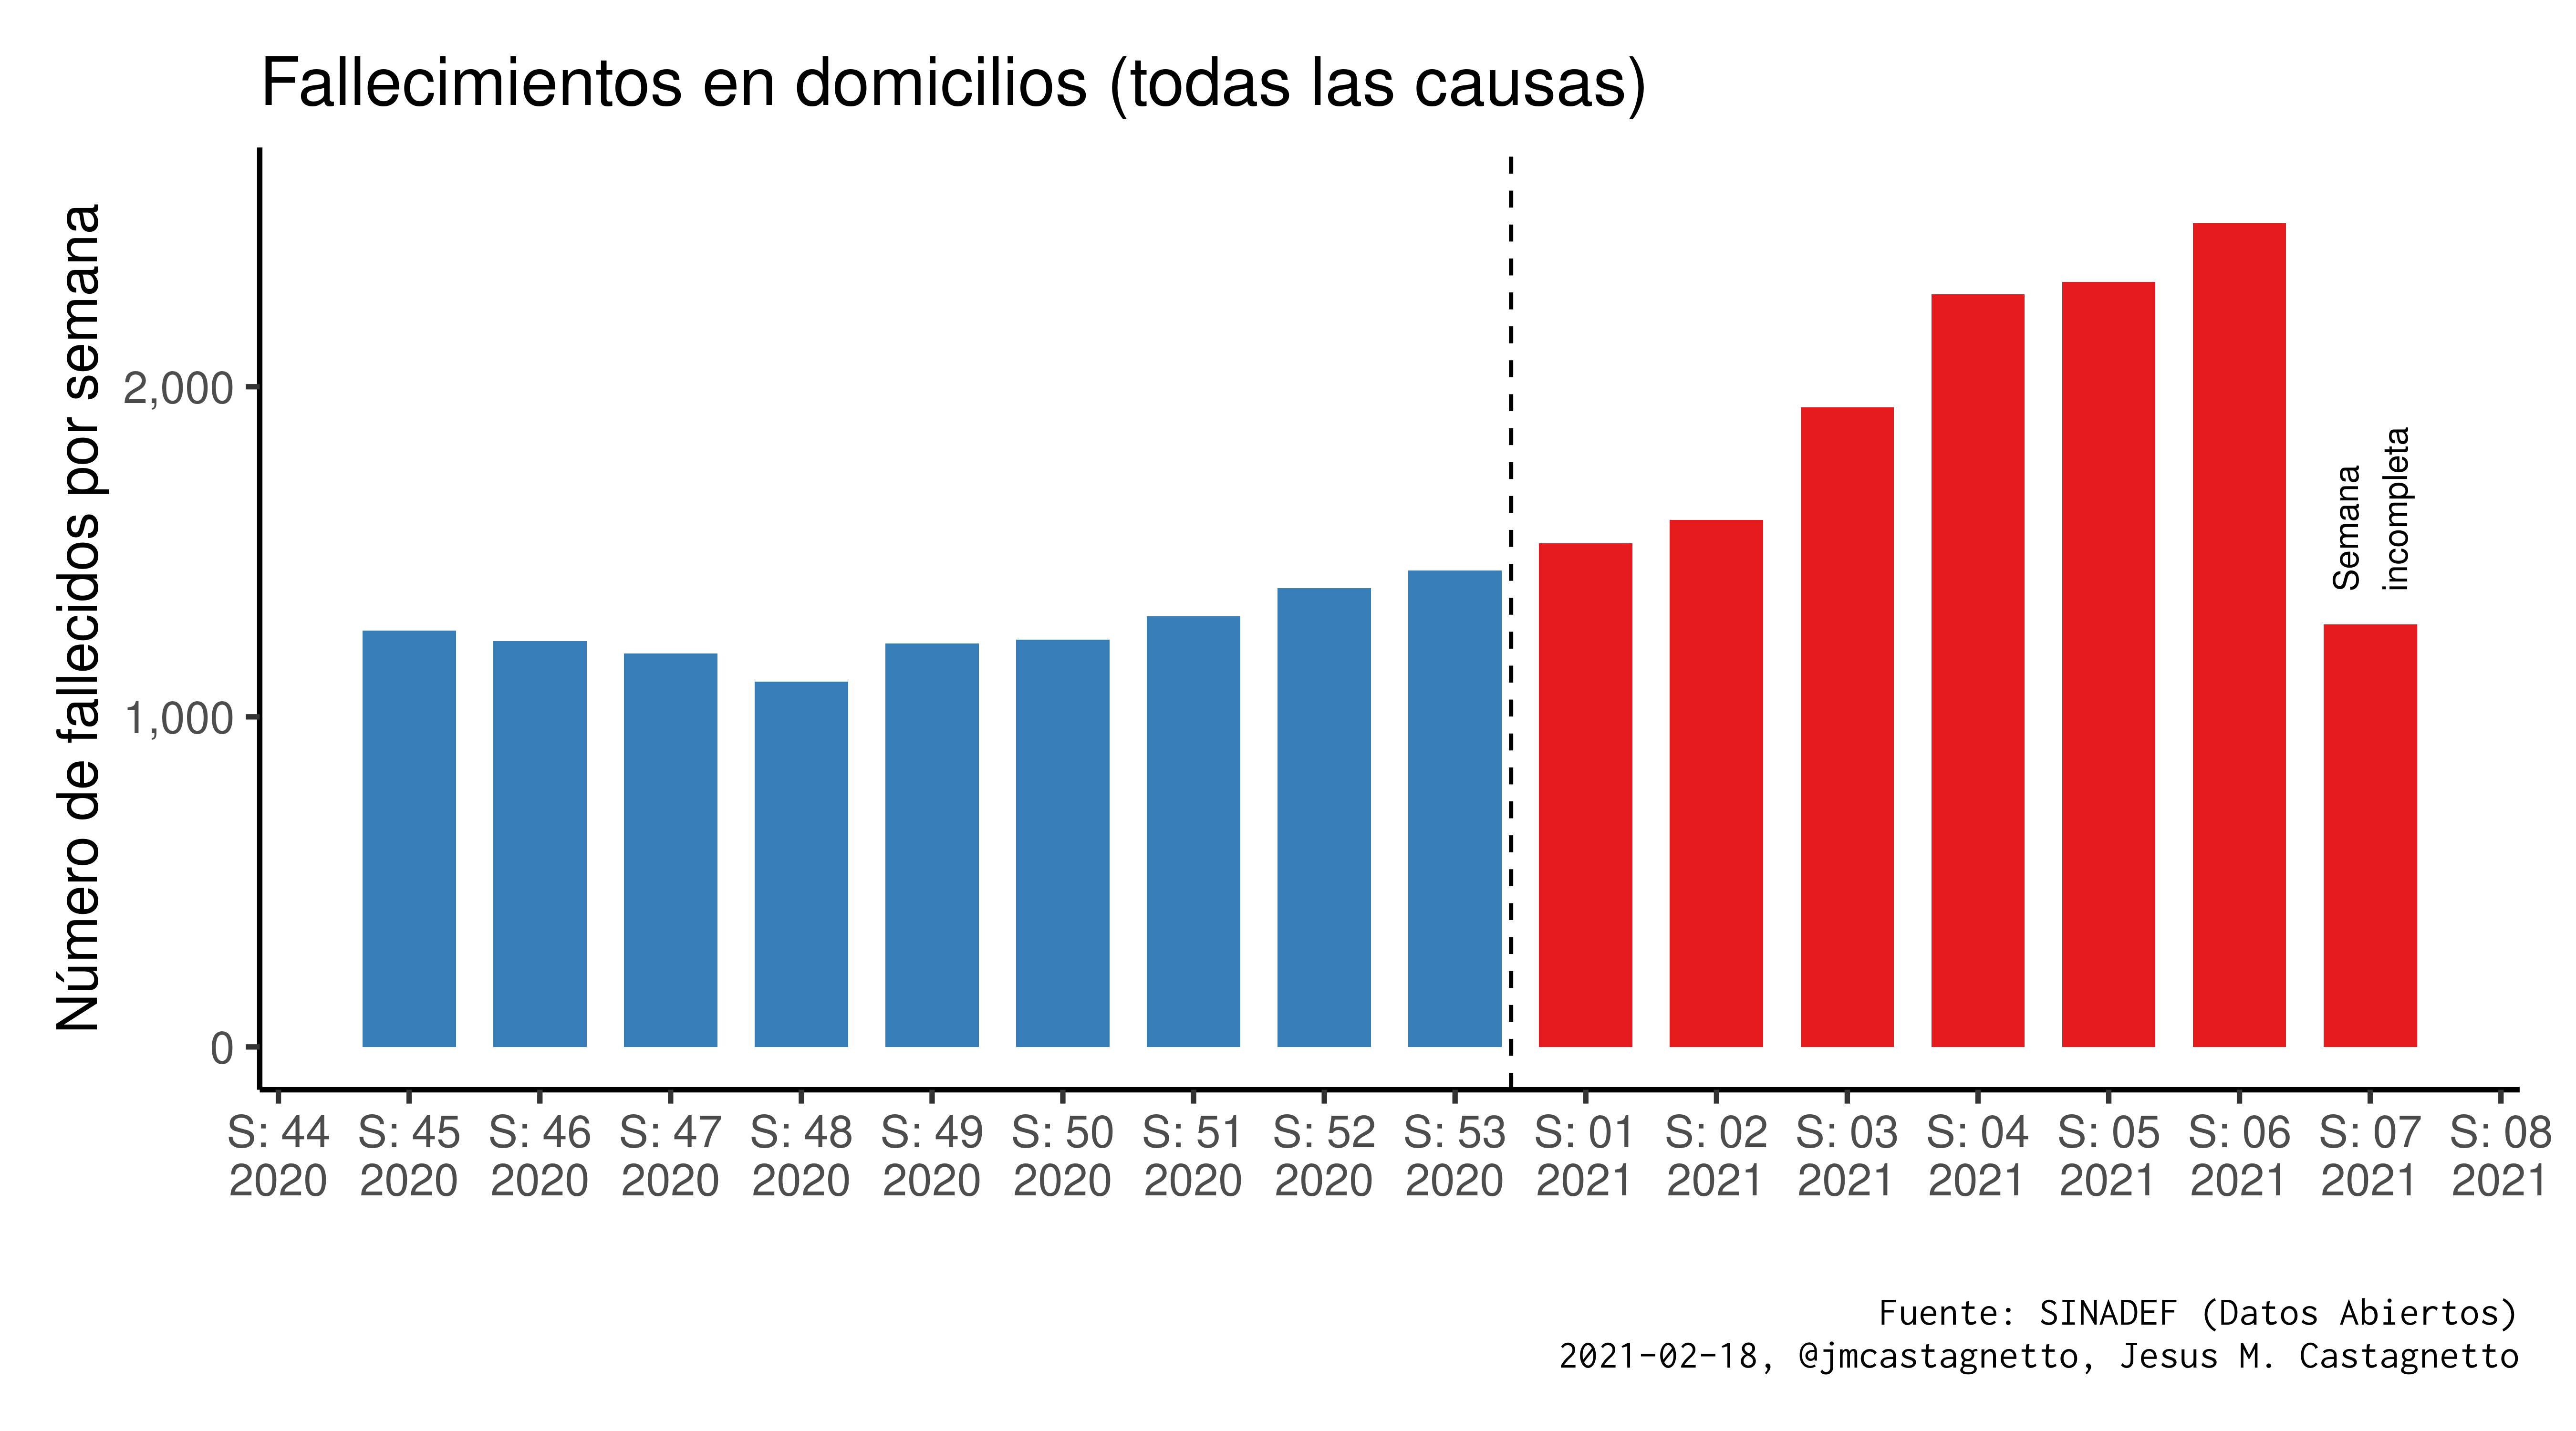 Fallecimientos en domicilios (todas las causas)
Número de fallecidos por semana
2,000
1,000
0
Semana
incompleta
S: 44 S: 45 S: 46 S: 47 S: 48 S: 49 S: 50 S: 51 S: 52 S: 53 S: 01 S: 02 S: 03 S: 04 S: 05 S: 06 S: 07 S: 08
2020 2020 2020 2020 2020 2020 2020 2020 2020 2020 2021 2021 2021 2021 2021 2021 2021 2021
Fuente: SINADEF (Datos Abiertos)
2021-02-18, @jmcastagnetto, Jesus M. Castagnetto